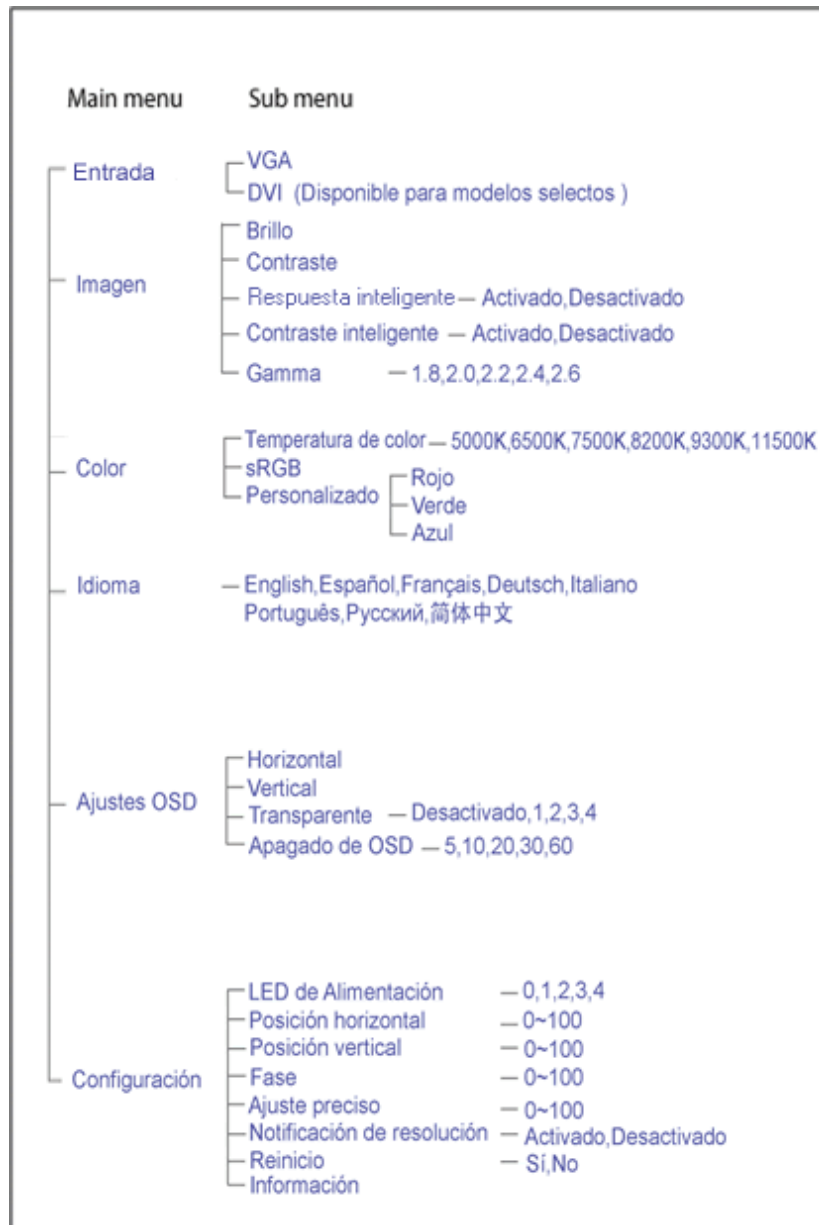 Main menu Sub menu
Entrada
VGA
DVI (Disponible para modelos selectos )
Imagen
Brillo
Contraste
Respuesta inteligente — Activado,Desactivado
Contraste inteligente — Activado,Desactivado
Gamma — 1.8,2.0,2.2,2.4,2.6
Color
Temperatura de color — 5000K,6500K,7500K,8200K,9300K,11500K
sRGB
Personalizado
Rojo
Verde
Azul
Idioma
— English,Español,Français,Deutsch,Italiano
Português,Русский,简体中文
Ajustes OSD
Horizontal
Vertical
Transparente — Desactivado,1,2,3,4
Apagado de OSD — 5,10,20,30,60
Configuración
LED de Alimentación — 0,1,2,3,4
Posición horizontal — 0~100
Posición vertical — 0~100
Fase — 0~100
Ajuste preciso — 0~100
Notificación de resolución — Activado,Desactivado
Reinicio — Sí,No
Información